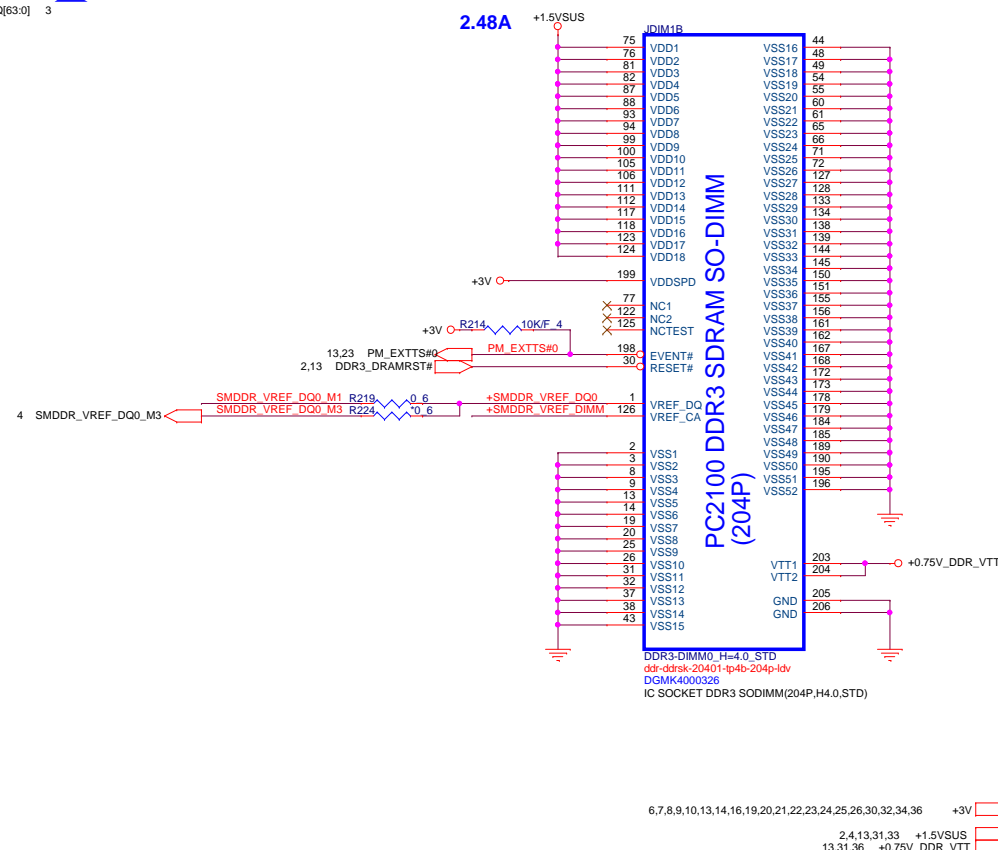 Q[63:0] 3
2.48A
+1.5VSUS
JDIM1B
75 VDD1 VSS16 44
76 VDD2 VSS17 48
81 VDD3 VSS18 49
82 VDD4 VSS19 54
87 VDD5 VSS20 55
88 VDD6 VSS21 60
93 VDD7 VSS22 61
94 VDD8 VSS23 65
99 VDD9 VSS24 66
100 VDD10 VSS25 71
105 VDD11 VSS26 72
106 VDD12 VSS27 127
111 VDD13 VSS28 128
112 VDD14 VSS29 133
117 VDD15 VSS30 134
118 VDD16 VSS31 138
123 VDD17 VSS32 139
124 VDD18 VSS33 144
VSS34 145
+3V 199 VDDSPD VSS35 150
VSS36 151
77 NC1 VSS37 155
122 NC2 VSS38 156
125 NCTEST VSS39 161
+3V R214 10K/F_4 VSS40 162
13,23 PM_EXTTS#0 PM_EXTTS#0 198 EVENT# VSS41 167
2,13 DDR3_DRAMRST# 30 RESET# VSS42 168
VSS43 172
VSS44 173
SMDDR_VREF_DQ0_M1 R219 0_6 +SMDDR_VREF_DQ0 1 VREF_DQ VSS45 178
4 SMDDR_VREF_DQ0_M3 SMDDR_VREF_DQ0_M3 R224 *0_6 +SMDDR_VREF_DIMM 126 VREF_CA VSS46 179
VSS47 184
VSS48 185
2 VSS1 VSS49 189
3 VSS2 VSS50 190
8 VSS3 VSS51 195
9 VSS4 VSS52 196
13 VSS5
14 VSS6
19 VSS7
20 VSS8
25 VSS9
26 VSS10 VTT1 203 +0.75V_DDR_VTT
31 VSS11 VTT2 204
32 VSS12
37 VSS13 GND 205
38 VSS14 GND 206
43 VSS15
PC2100 DDR3 SDRAM SO-DIMM
(204P)
DDR3-DIMM0_H=4.0_STD
ddr-ddrsk-20401-tp4b-204p-ldv
DGMK4000326
IC SOCKET DDR3 SODIMM(204P,H4.0,STD)
6,7,8,9,10,13,14,16,19,20,21,22,23,24,25,26,30,32,34,36 +3V
2,4,13,31,33 +1.5VSUS
13,31,36 +0.75V_DDR_VTT